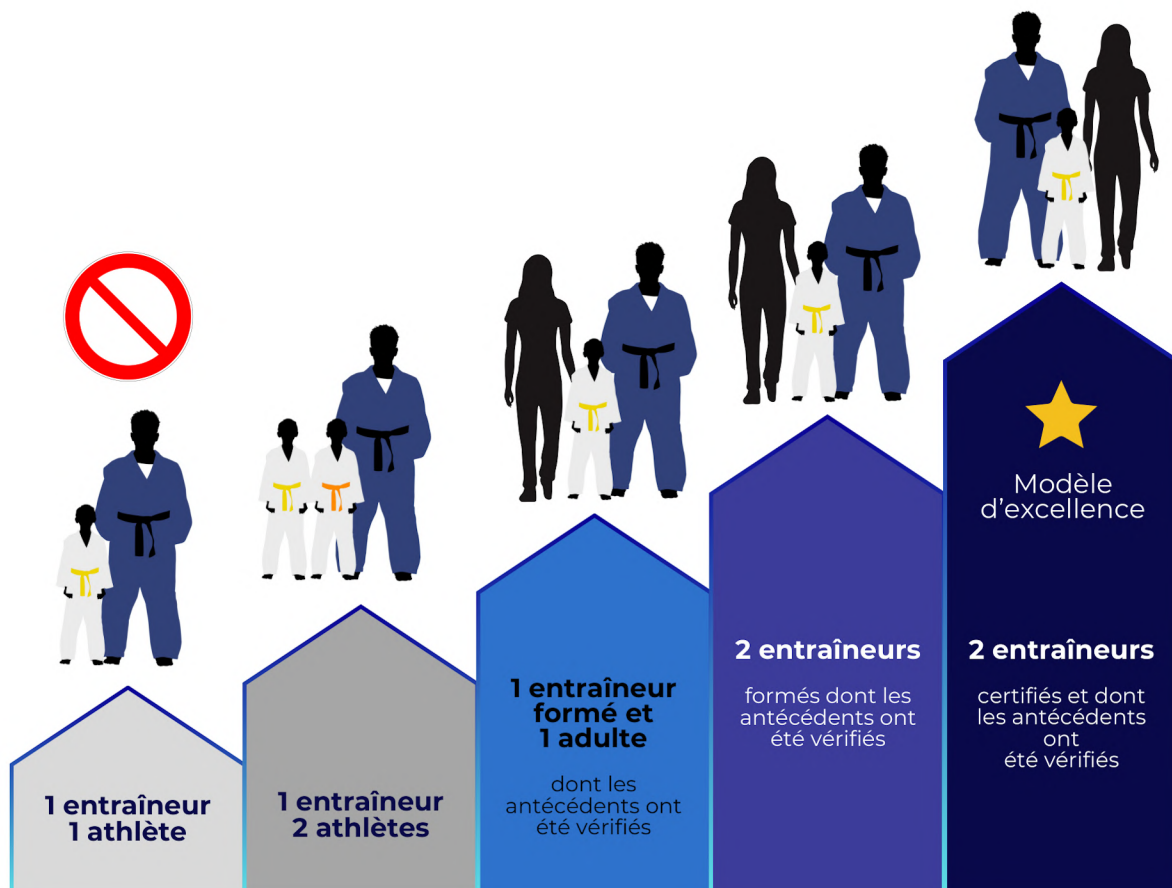 1 entraîneur
1 athlète
1 entraîneur
2 athlètes
1 entraîneur
formé et
1 adulte
dont les
antécédents ont
été vérifiés
2 entraîneurs
formés dont les
antécédents ont
été vérifiés
Modèle
d’excellence
2 entraîneurs
certifiés et dont
les antécédents
ont
été vérifiés